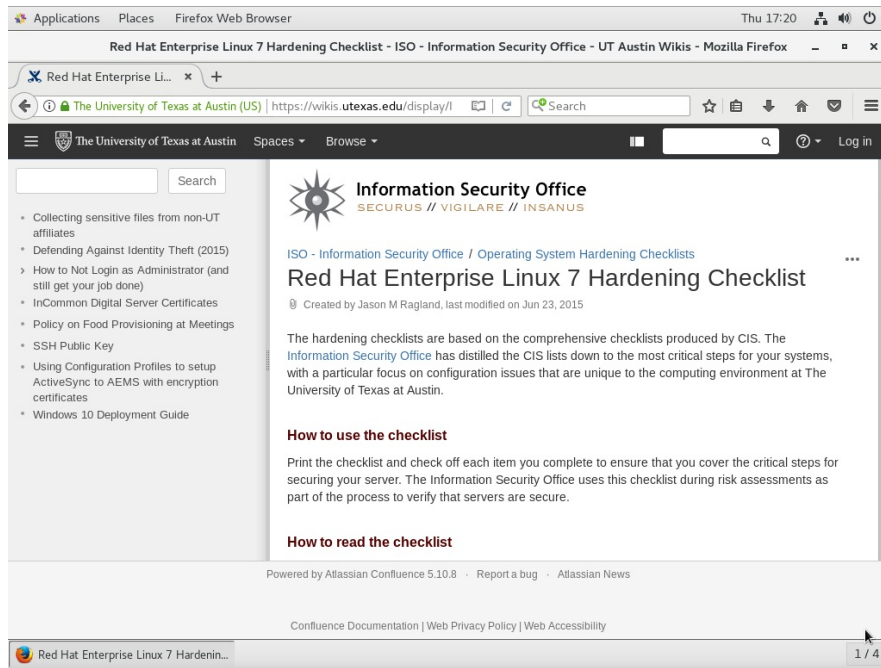 Applications Places Firefox Web Browser Thu 17:20
Red Hat Enterprise Linux 7 Hardening Checklist - ISO - Information Security Office - UT Austin Wikis - Mozilla Firefox
Red Hat Enterprise Li...
The University of Texas at Austin (US) https://wikis.utexas.edu/display/I Search
The University of Texas at Austin Spaces Browse Log in
Search
Collecting sensitive files from non-UT
affiliates
Defending Against Identity Theft (2015)
How to Not Login as Administrator (and
still get your job done)
InCommon Digital Server Certificates
Policy on Food Provisioning at Meetings
SSH Public Key
Using Configuration Profiles to setup
ActiveSync to AEMS with encryption
certificates
Windows 10 Deployment Guide
Information Security Office
SECURUS // VIGILARE // INSANUS
ISO - Information Security Office / Operating System Hardening Checklists
Red Hat Enterprise Linux 7 Hardening Checklist
Created by Jason M Ragland, last modified on Jun 23, 2015
The hardening checklists are based on the comprehensive checklists produced by CIS. The
Information Security Office has distilled the CIS lists down to the most critical steps for your systems,
with a particular focus on configuration issues that are unique to the computing environment at The
University of Texas at Austin.
How to use the checklist
Print the checklist and check off each item you complete to ensure that you cover the critical steps for
securing your server. The Information Security Office uses this checklist during risk assessments as
part of the process to verify that servers are secure.
How to read the checklist
Powered by Atlassian Confluence 5.10.8 · Report a bug · Atlassian News
Confluence Documentation | Web Privacy Policy | Web Accessibility
Red Hat Enterprise Linux 7 Hardenin... 1 / 4